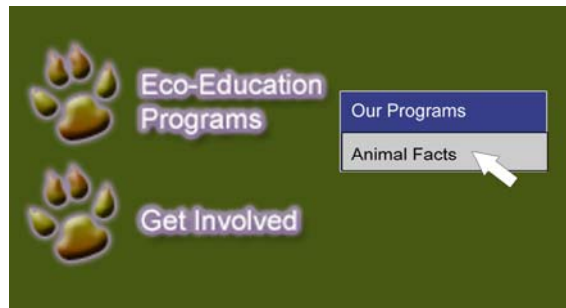 Eco-Education
Programs
Our Programs
Animal Facts
Get Involved